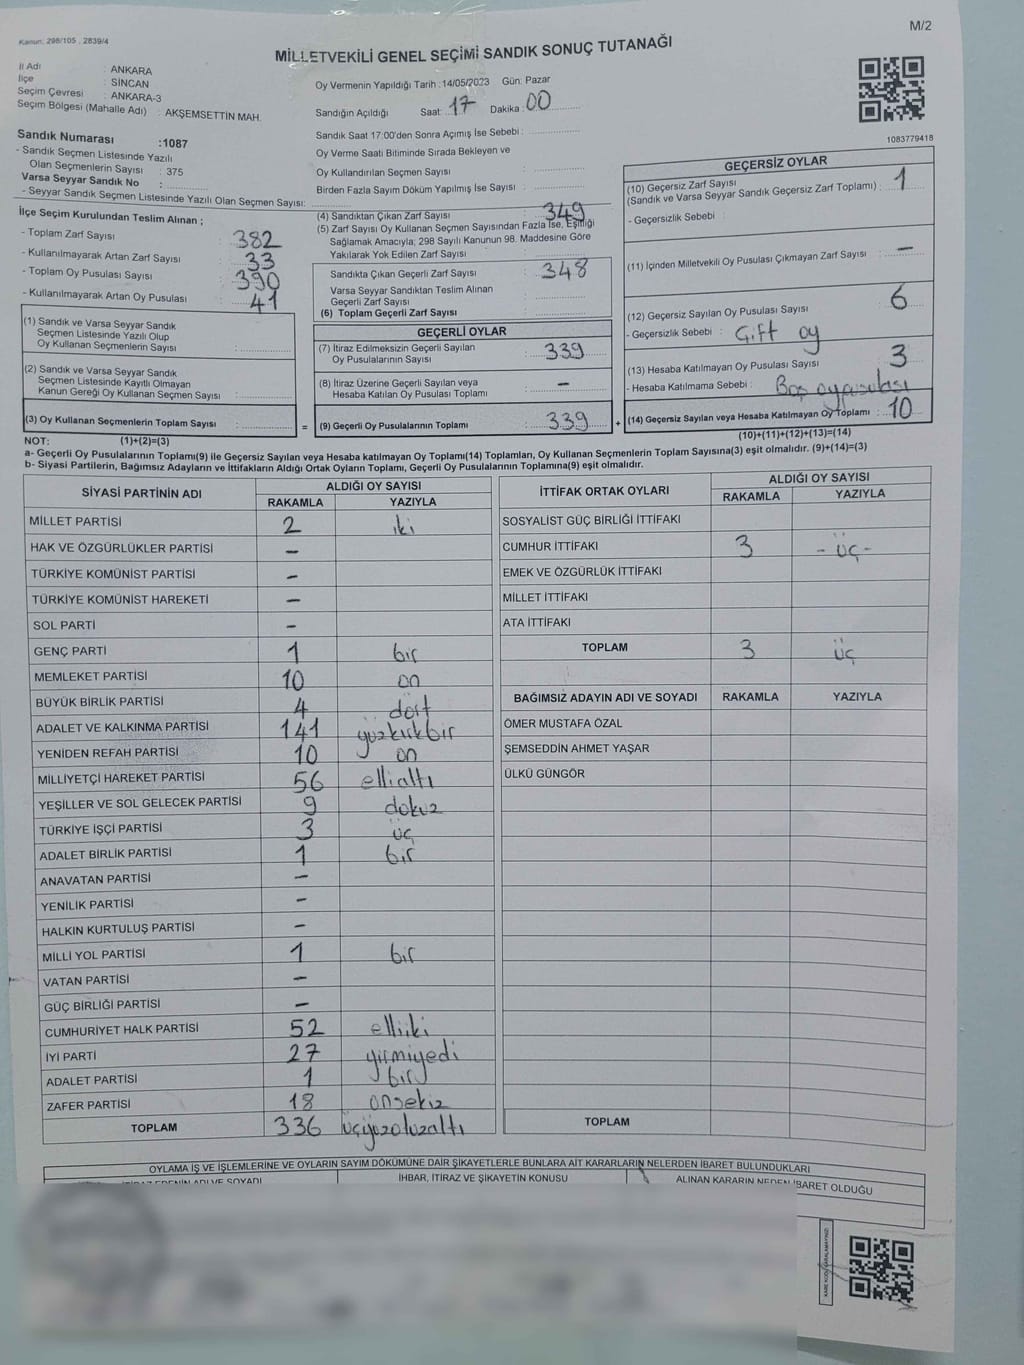 Kanun: 298/105 , 2839/4
M/2
MİLLETVEKİLİ GENEL SEÇİMİ SANDIK SONUÇ TUTANAĞI
İl Adı : ANKARA
İlçe : SİNCAN
Seçim Çevresi : ANKARA-3
Seçim Bölgesi (Mahalle Adı) : AKŞEMSETTİN MAH.
Sandık Numarası :1087
- Sandık Seçmen Listesinde Yazılı
Olan Seçmenlerin Sayısı : 375
Varsa Seyyar Sandık No :
- Seyyar Sandık Seçmen Listesinde Yazılı Olan Seçmen Sayısı:
Oy Vermenin Yapıldığı Tarih :14/05/2023 Gün: Pazar
Sandığın Açıldığı Saat: 17 Dakika: 00
Sandık Saat 17:00'den Sonra Açımış İse Sebebi :
Oy Verme Saati Bitiminde Sırada Bekleyen ve
Oy Kullandırılan Seçmen Sayısı :
Birden Fazla Sayım Döküm Yapılmış İse Sayısı :
1083779418
İlçe Seçim Kurulundan Teslim Alınan ;
- Toplam Zarf Sayısı : 382
- Kullanılmayarak Artan Zarf Sayısı : 33
- Toplam Oy Pusulası Sayısı : 390
- Kullanılmayarak Artan Oy Pusulası : 41
(1) Sandık ve Varsa Seyyar Sandık
Seçmen Listesinde Yazılı Olup
Oy Kullanan Seçmenlerin Sayısı :
(2) Sandık ve Varsa Seyyar Sandık
Seçmen Listesinde Kayıtlı Olmayan
Kanun Gereği Oy Kullanan Seçmen Sayısı :
(3) Oy Kullanan Seçmenlerin Toplam Sayısı :
=
(4) Sandıktan Çıkan Zarf Sayısı : 349
(5) Zarf Sayısı Oy Kullanan Seçmen Sayısından Fazla İse, Eşitliği
Sağlamak Amacıyla; 298 Sayılı Kanunun 98. Maddesine Göre
Yakılarak Yok Edilen Zarf Sayısı :
Sandıkta Çıkan Geçerli Zarf Sayısı : 348
Varsa Seyyar Sandıktan Teslim Alınan
Geçerli Zarf Sayısı :
(6) Toplam Geçerli Zarf Sayısı :
GEÇERLİ OYLAR
(7) İtiraz Edilmeksizin Geçerli Sayılan
Oy Pusulalarının Sayısı : 339
(8) İtiraz Üzerine Geçerli Sayılan veya
Hesaba Katılan Oy Pusulası Toplamı : -
(9) Geçerli Oy Pusulalarının Toplamı : 339
+
GEÇERSİZ OYLAR
(10) Geçersiz Zarf Sayısı
(Sandık ve Varsa Seyyar Sandık Geçersiz Zarf Toplamı) : 1
- Geçersizlik Sebebi :
(11) İçinden Milletvekili Oy Pusulası Çıkmayan Zarf Sayısı : -
(12) Geçersiz Sayılan Oy Pusulası Sayısı : 6
- Geçersizlik Sebebi : Çift oy
(13) Hesaba Katılmayan Oy Pusulası Sayısı : 3
- Hesaba Katılmama Sebebi : Boş oy pusulası
(14) Geçersiz Sayılan veya Hesaba Katılmayan Oy Toplamı : 10
NOT: (1)+(2)=(3)
(10)+(11)+(12)+(13)=(14)
a- Geçerli Oy Pusulalarının Toplamı(9) ile Geçersiz Sayılan veya hesaba katılmayan Oy Toplamı(14) Toplamları, Oy Kullanan Seçmenlerin Toplam Sayısına(3) eşit olmalıdır. (9)+(14)=(3)
b- Siyasi Partilerin, Bağımsız Adayların ve İttifakların Aldığı Ortak Oyların Toplamı, Geçerli Oy Pusulalarının Toplamına(9) eşit olmalıdır.
SİYASİ PARTİNİN ADI ALDIĞI OY SAYISI
RAKAMLA YAZIYLA
MİLLET PARTİSİ 2 iki
HAK VE ÖZGÜRLÜKLER PARTİSİ -
TÜRKİYE KOMÜNİST PARTİSİ -
TÜRKİYE KOMÜNİST HAREKETİ -
SOL PARTİ -
GENÇ PARTİ 1 bir
MEMLEKET PARTİSİ 10 on
BÜYÜK BİRLİK PARTİSİ 4 dört
ADALET VE KALKINMA PARTİSİ 141 yüzkırkbir
YENİDEN REFAH PARTİSİ 10 on
MİLLİYETÇİ HAREKET PARTİSİ 56 ellialtı
YEŞİLLER VE SOL GELECEK PARTİSİ 9 dokuz
TÜRKİYE İŞÇİ PARTİSİ 3 üç
ADALET BİRLİK PARTİSİ 1 bir
ANAVATAN PARTİSİ -
YENİLİK PARTİSİ -
HALKIN KURTULUŞ PARTİSİ -
MİLLİ YOL PARTİSİ 1 bir
VATAN PARTİSİ -
GÜÇ BİRLİĞİ PARTİSİ -
CUMHURİYET HALK PARTİSİ 52 elliiki
İYİ PARTİ 27 yirmiyedi
ADALET PARTİSİ 1 bir
ZAFER PARTİSİ 18 onsekiz
TOPLAM 336 üçyüzotuzaltı
İTTİFAK ORTAK OYLARI ALDIĞI OY SAYISI
RAKAMLA YAZIYLA
SOSYALİST GÜÇ BİRLİĞİ İTTİFAKI
CUMHUR İTTİFAKI 3 - üç -
EMEK VE ÖZGÜRLÜK İTTİFAKI
MİLLET İTTİFAKI
ATA İTTİFAKI
TOPLAM 3 üç
BAĞIMSIZ ADAYIN ADI VE SOYADI RAKAMLA YAZIYLA
ÖMER MUSTAFA ÖZAL
ŞEMSEDDİN AHMET YAŞAR
ÜLKÜ GÜNGÖR
TOPLAM
OYLAMA İŞ VE İŞLEMLERİNE VE OYLARIN SAYIM DÖKÜMÜNE DAİR ŞİKAYETLERLE BUNLARA AİT KARARLARIN NELERDEN İBARET BULUNDUKLARI
ADI VE SOYADI İHBAR, İTİRAZ VE ŞİKAYETİN KONUSU ALINAN KARARIN NEDEN İBARET OLDUĞU